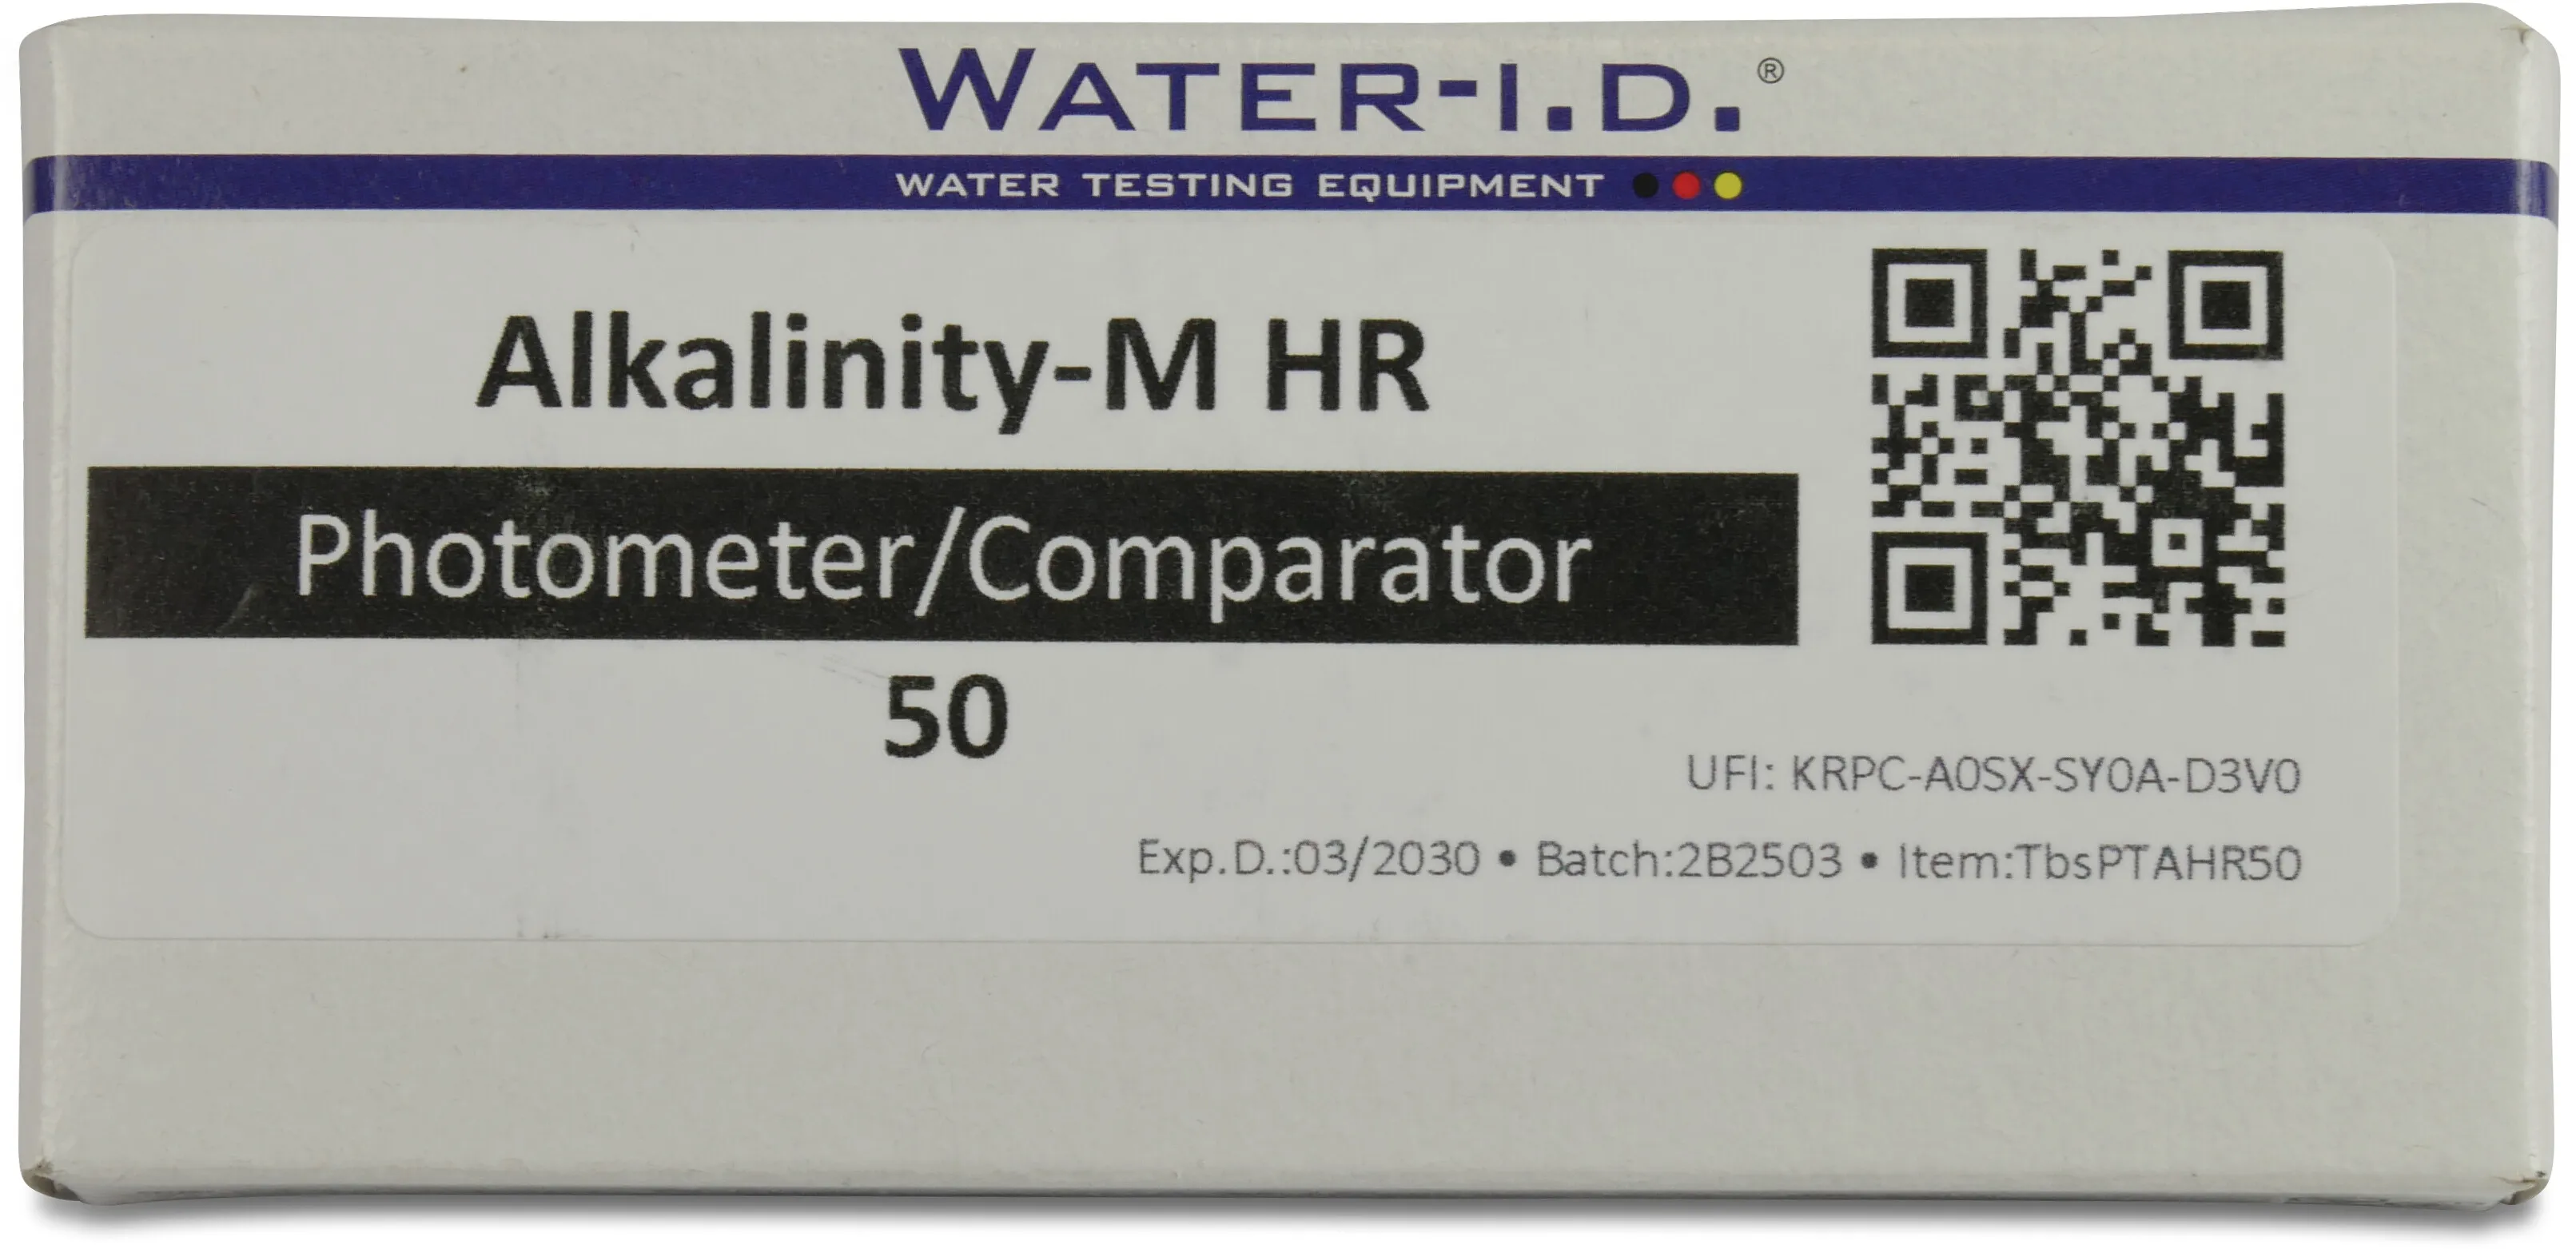 WATER-I.D.®
WATER TESTING EQUIPMENT
Alkalinity-M HR
Photometer/Comparator
50
UFI: KRPC-A0SX-SY0A-D3V0
Exp.D.:03/2030 • Batch:2B2503 • Item:TbsPTAHR50